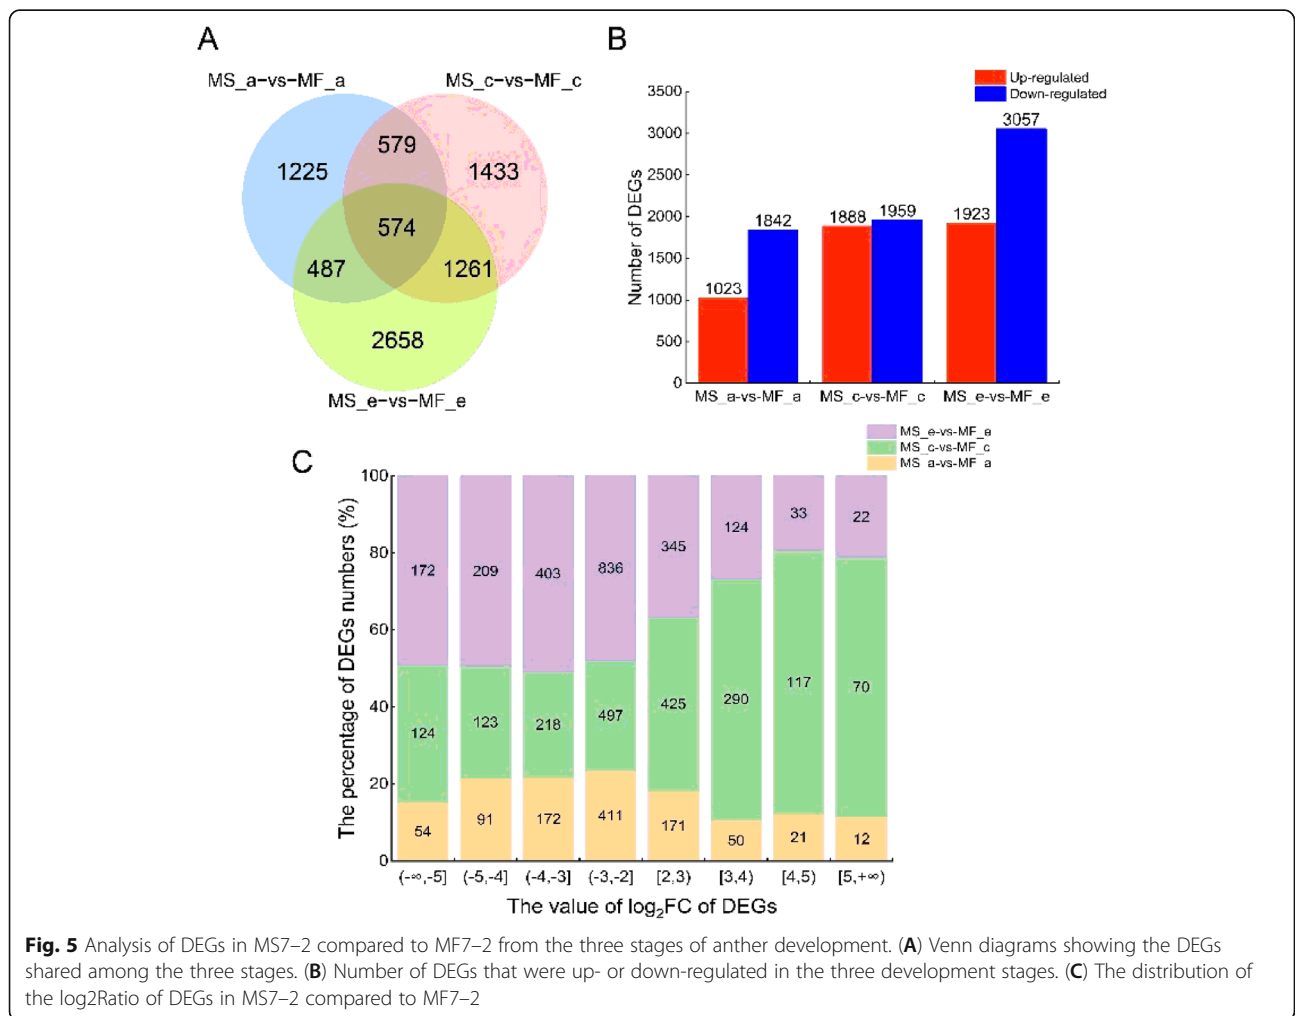 A
MS_a-vs-MF_a
MS_c-vs-MF_c
579
1225
1433
574
487
1261
2658
MS_e-vs-MF_e
B
Up-regulated
Down-regulated
Number of DEGs
3500
3000
2500
2000
1500
1000
500
0
1023
1842
1888
1959
1923
3057
MS_a-vs-MF_a
MS_c-vs-MF_c
MS_e-vs-MF_e
C
MS_e-vs-MF_e
MS_c-vs-MF_c
MS_a-vs-MF_a
The percentage of DEGs numbers (%)
100
80
60
40
20
0
172
209
403
836
345
124
33
22
124
123
218
497
425
290
117
70
54
91
172
411
171
50
21
12
(-∞,-5]
(-5,-4]
(-4,-3]
(-3,-2]
[2,3)
[3,4)
[4,5)
[5,+∞)
The value of log₂FC of DEGs
Fig. 5 Analysis of DEGs in MS7–2 compared to MF7–2 from the three stages of anther development. (A) Venn diagrams showing the DEGs
shared among the three stages. (B) Number of DEGs that were up- or down-regulated in the three development stages. (C) The distribution of
the log2Ratio of DEGs in MS7–2 compared to MF7–2